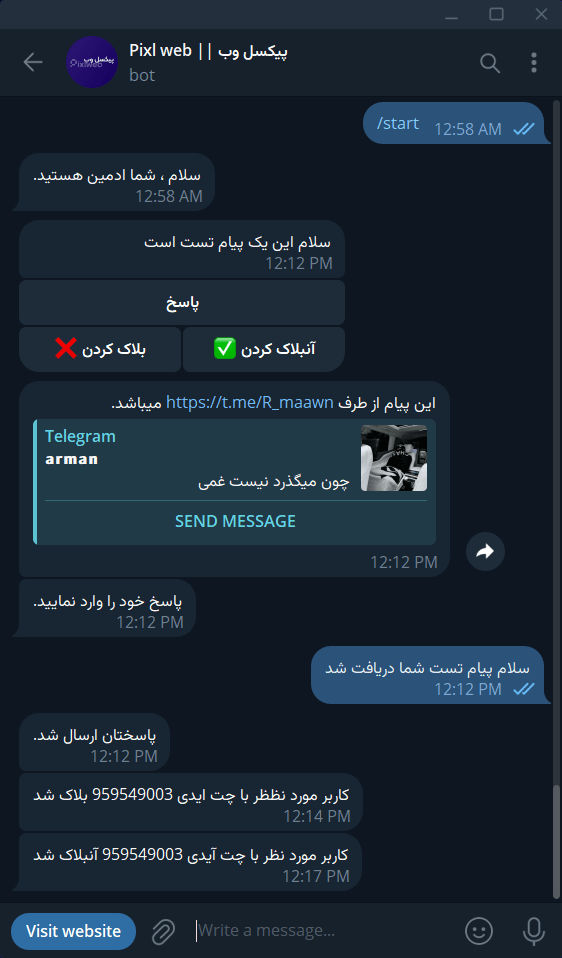 Pixl web || پیکسل وب
bot
پیکسل وب
Pixlweb
/start
12:58 AM
سلام ، شما ادمین هستید.
12:58 AM
سلام این یک پیام تست است
12:12 PM
پاسخ
بلاک کردن ❌
آنبلاک کردن ✅
این پیام از طرف https://t.me/R_maawn میباشد.
Telegram
arman
چون میگذرد نیست غمی
SEND MESSAGE
12:12 PM
پاسخ خود را وارد نمایید.
12:12 PM
سلام پیام تست شما دریافت شد
12:12 PM
پاسختان ارسال شد.
12:12 PM
کاربر مورد نظظر با چت ایدی 959549003 بلاک شد
12:14 PM
کاربر مورد نظر با چت آیدی 959549003 آنبلاک شد
12:17 PM
Visit website
Write a message...